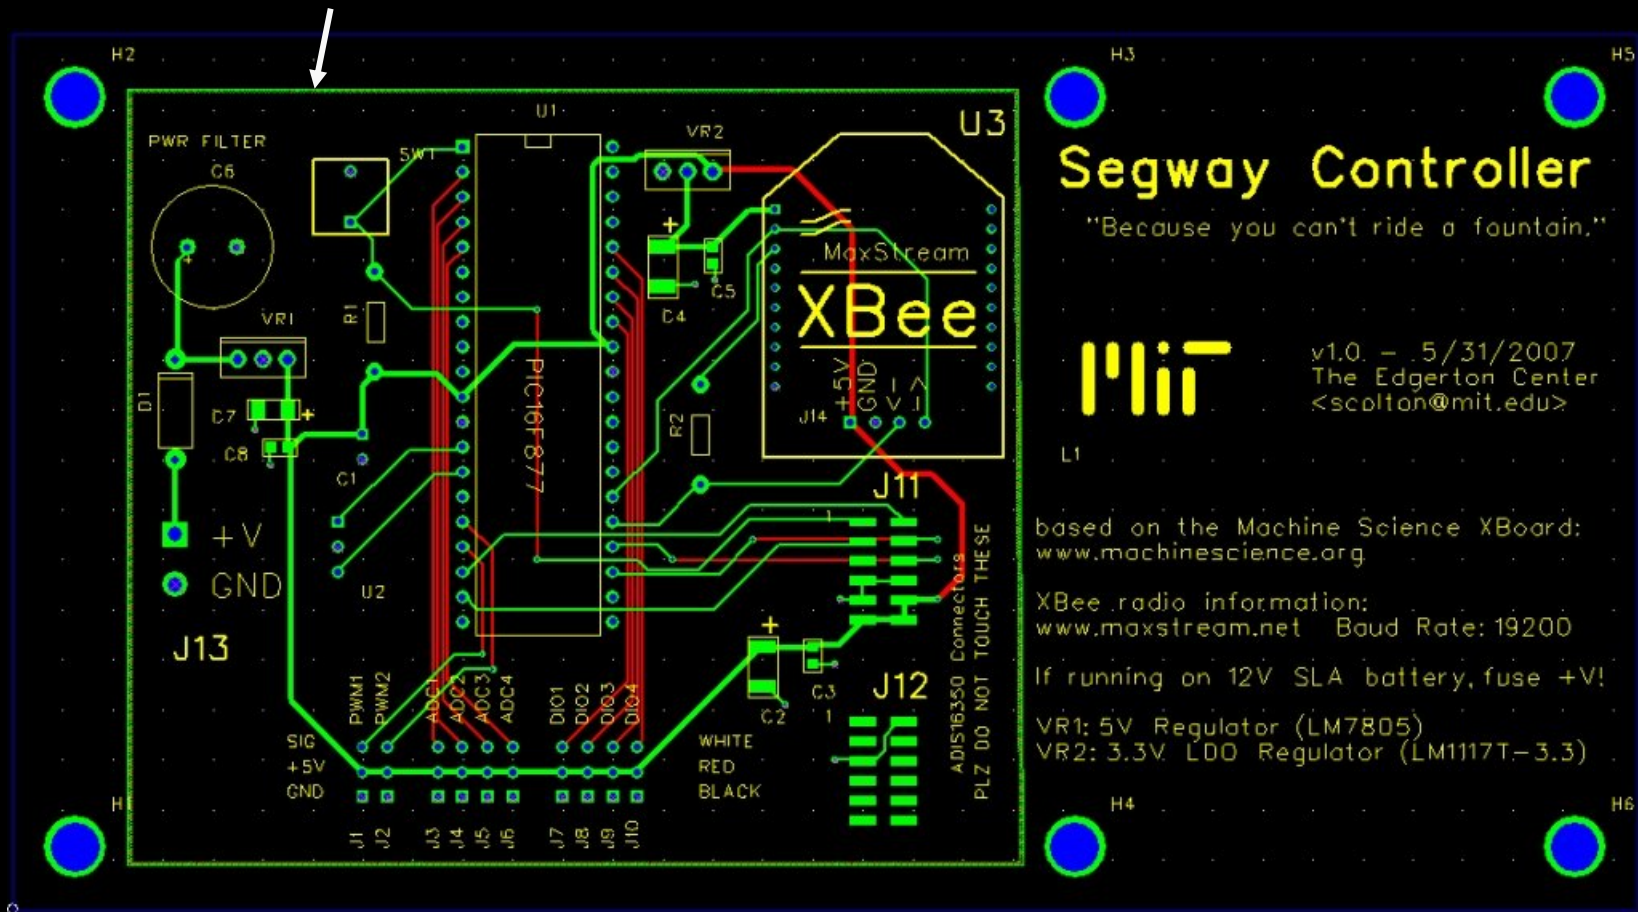 H2
H3
H5
PWR FILTER
C6
SW1
U1
VR2
U3
Segway Controller
"Because you can't ride a fountain."
MaxStream
XBee
C5
C4
R1
VR1
PIC16F877
+5V
GND
J14
D1
C7
+
C8
C1
R2
MIT
v1.0 - 5/31/2007
The Edgerton Center
<scolton@mit.edu>
L1
J11
1
+V
GND
U2
J13
based on the Machine Science XBoard:
www.machinescience.org
XBee radio information:
www.maxstream.net Baud Rate: 19200
If running on 12V SLA battery, fuse +V!
VR1: 5V Regulator (LM7805)
VR2: 3.3V LDO Regulator (LM1117T-3.3)
ADIS16350 Connectors
PLZ DO NOT TOUCH THESE
+
C3
C2
J12
1
PWM1
PWM2
ADC1
ADC2
ADC3
ADC4
DIO1
DIO2
DIO3
DIO4
SIG
+5V
GND
WHITE
RED
BLACK
J1
J2
J3
J4
J5
J6
J7
J8
J9
J10
H1
H4
H6